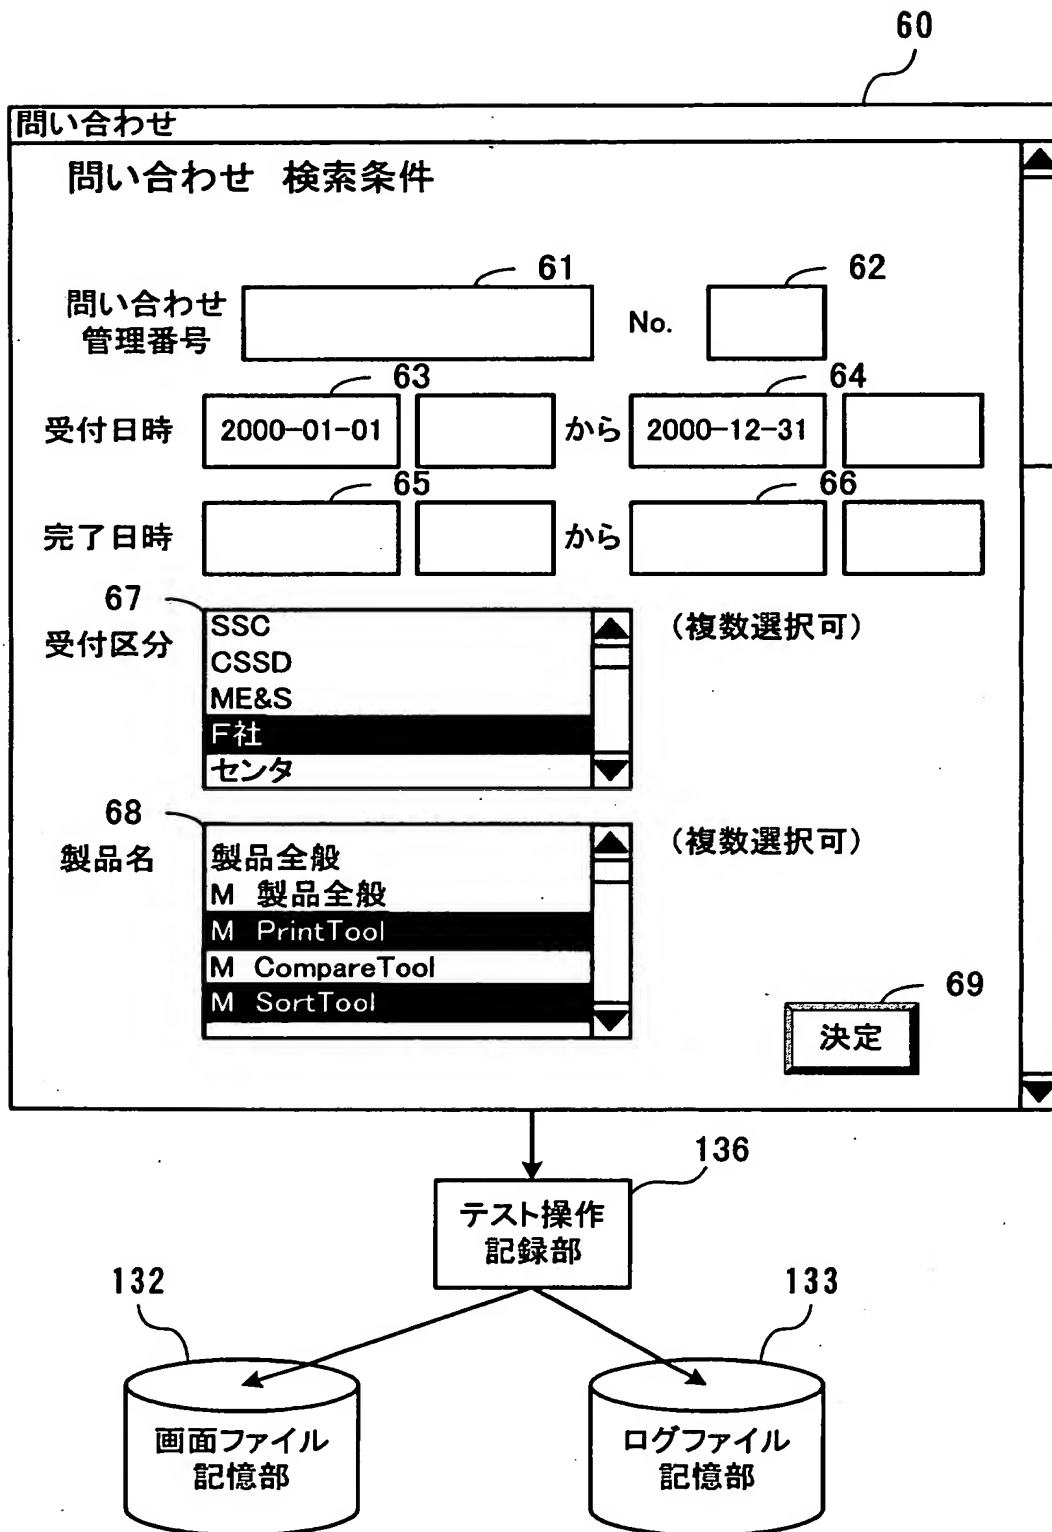 60
問い合わせ
問い合わせ 検索条件
61
62
問い合わせ
管理番号
No.
63
64
受付日時 2000-01-01 から 2000-12-31
65
66
完了日時 から
67
受付区分
SSC
CSSD
ME&S
F社
センタ
(複数選択可)
68
製品名
製品全般
M 製品全般
M PrintTool
M CompareTool
M SortTool
(複数選択可)
69
決定
136
テスト操作
記録部
132
133
画面ファイル
記憶部
ログファイル
記憶部